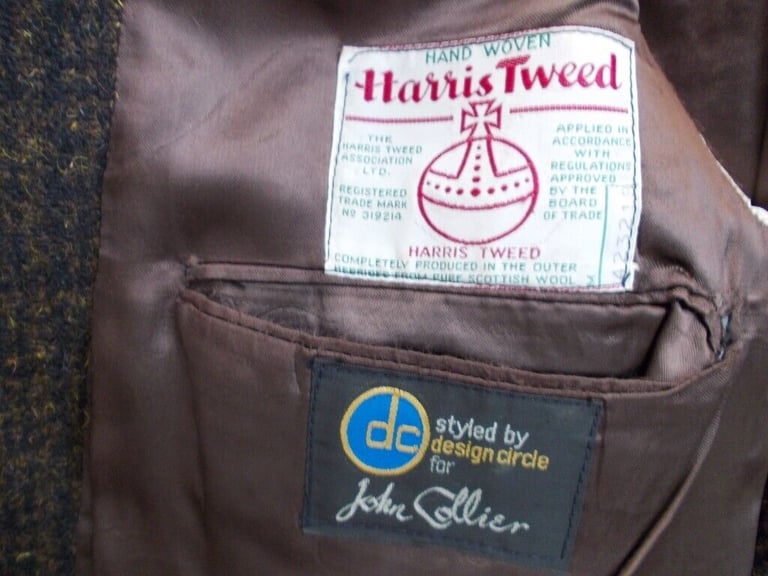 HAND WOVEN
Harris Tweed
THE
HARRIS TWEED
ASSOCIATION
LTD.
REGISTERED
TRADE MARK
Nº 319214
APPLIED IN
ACCORDANCE
WITH
REGULATIONS
APPROVED
BY THE
BOARD
OF TRADE
HARRIS TWEED
COMPLETELY PRODUCED IN THE OUTER
HEBRIDES FROM PURE SCOTTISH WOOL
dc
styled by
design circle
for
John Collier